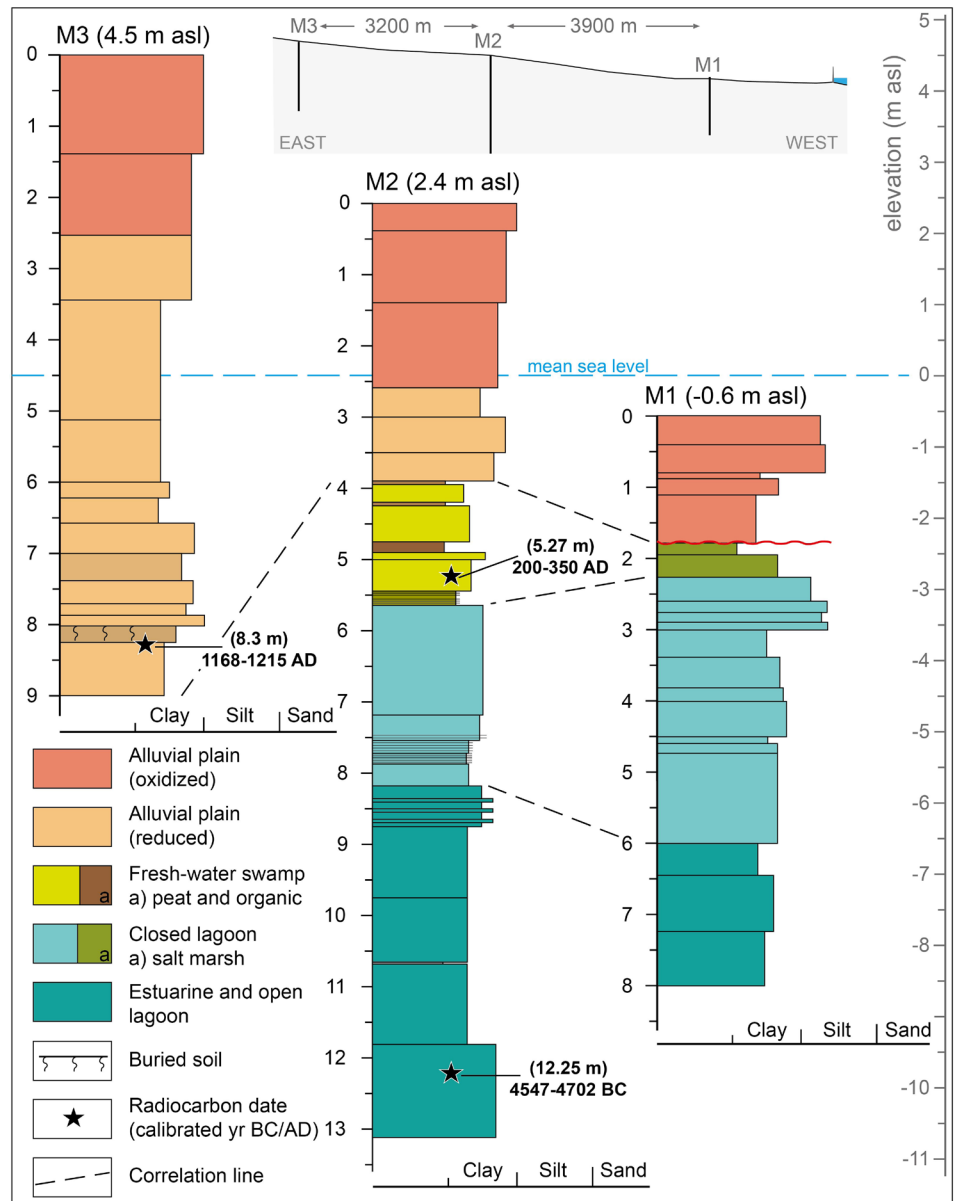 M3 (4.5 m asl)
0
1
2
3
4
5
6
7
8
9
(8.3 m)
1168-1215 AD
Clay
Silt
Sand
M3
3200 m
M2
3900 m
M1
EAST
WEST
M2 (2.4 m asl)
0
1
2
3
4
5
6
7
8
9
10
11
12
13
(5.27 m)
200-350 AD
(12.25 m)
4547-4702 BC
Clay
Silt
Sand
mean sea level
M1 (-0.6 m asl)
0
1
2
3
4
5
6
7
8
Clay
Silt
Sand
elevation (m asl)
5
4
3
2
1
0
-1
-2
-3
-4
-5
-6
-7
-8
-9
-10
-11
Alluvial plain
(oxidized)
Alluvial plain
(reduced)
a
Fresh-water swamp
a) peat and organic
a
Closed lagoon
a) salt marsh
Estuarine and open
lagoon
Buried soil
Radiocarbon date
(calibrated yr BC/AD)
Correlation line